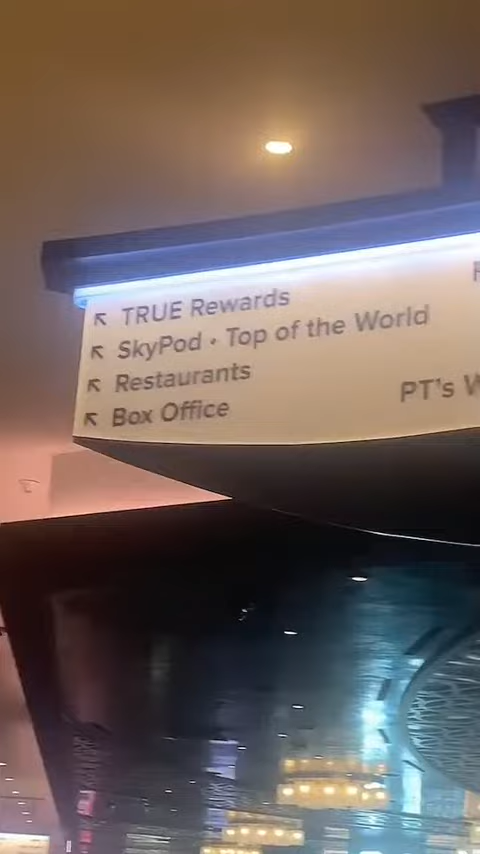 TRUE Rewards
SkyPod • Top of the World
Restaurants
Box Office
PT's